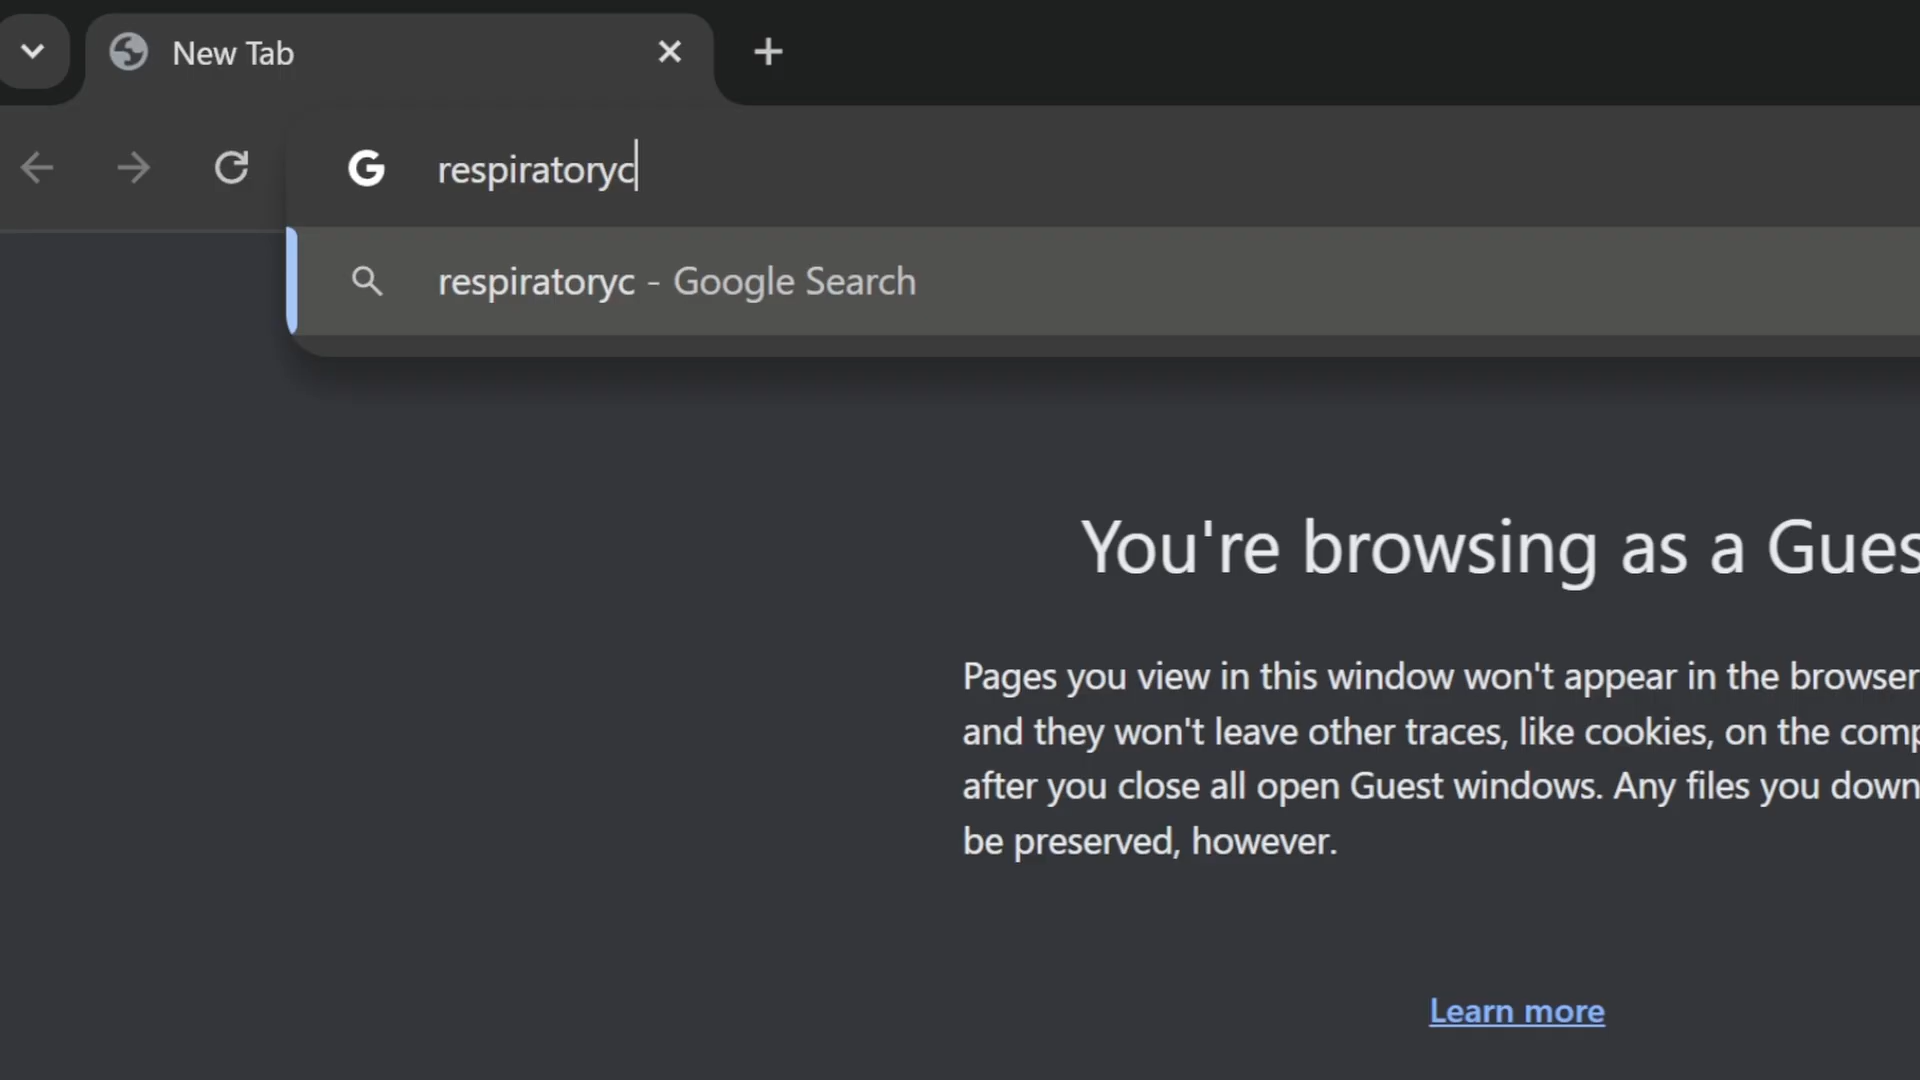 New Tab
respiratoryc
respiratoryc - Google Search
You're browsing as a Gues
Pages you view in this window won't appear in the browser
and they won't leave other traces, like cookies, on the comp
after you close all open Guest windows. Any files you down
be preserved, however.
Learn more